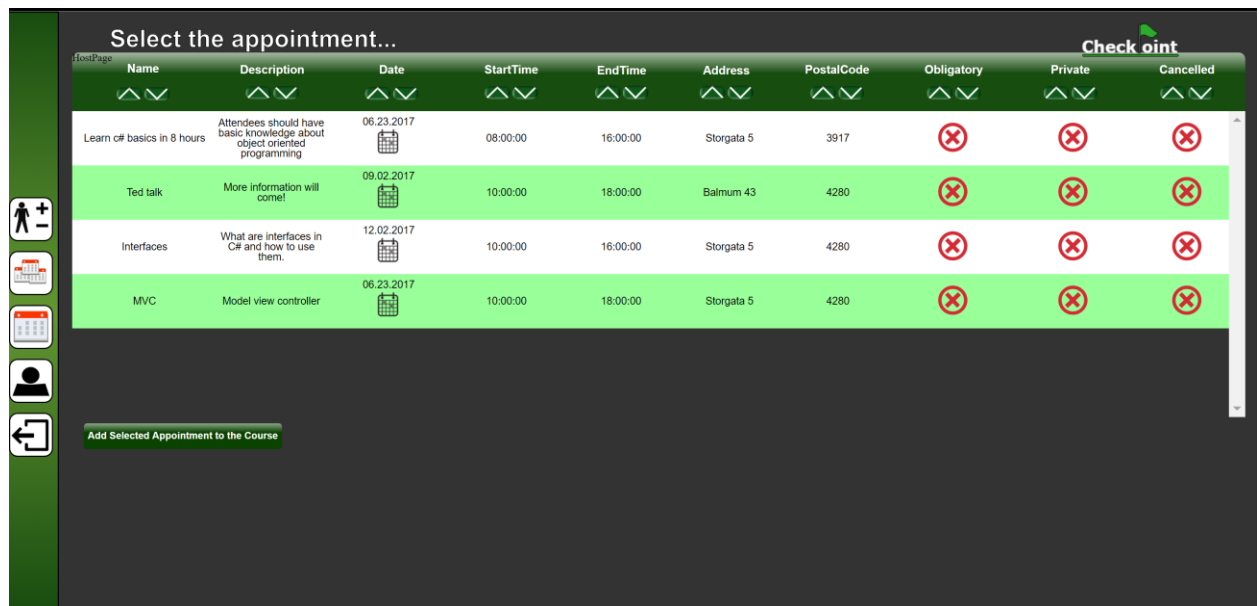 Select the appointment...
Check oint
HostPage
Name Description Date StartTime EndTime Address PostalCode Obligatory Private Cancelled
Learn c# basics in 8 hours
Attendees should have
basic knowledge about
object oriented
programming
06.23.2017
08:00:00 16:00:00 Storgata 5 3917
Ted talk
More information will
come!
09.02.2017
10:00:00 18:00:00 Balmum 43 4280
Interfaces
What are interfaces in
C# and how to use
them.
12.02.2017
10:00:00 16:00:00 Storgata 5 4280
MVC
Model view controller
06.23.2017
10:00:00 18:00:00 Storgata 5 4280
Add Selected Appointment to the Course